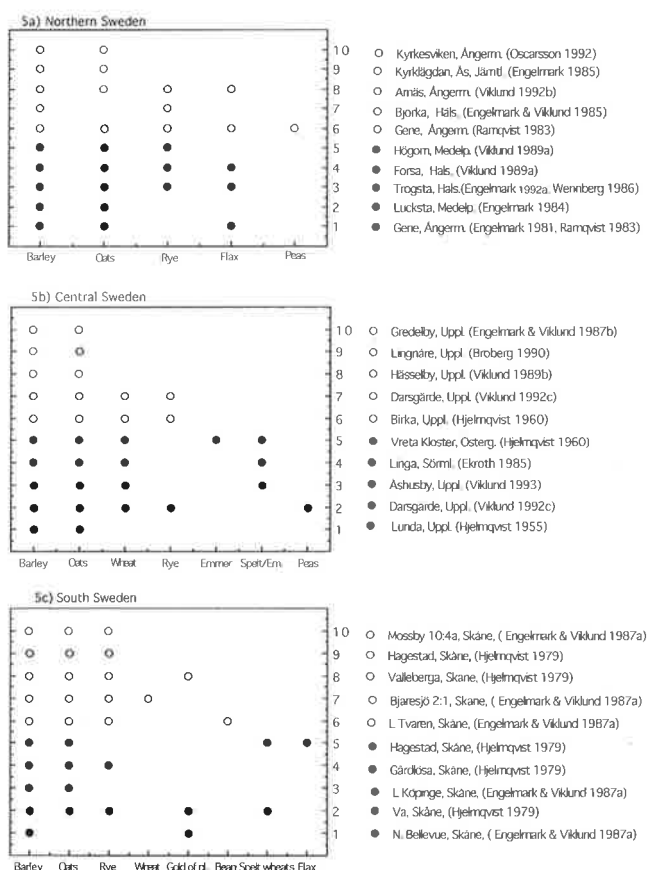 5a) Northern Sweden
10 Kyrkesviken, Ångerm. (Oscarsson 1992)
9 Kyrklägdan, Ås, Jämtl. (Engelmark 1985)
8 Arnäs, Ångerm. (Viklund 1992b)
7 Bjorka, Häls. (Engelmark & Viklund 1985)
6 Gene, Ångerm. (Ramqvist 1983)
5 Högom, Medelp. (Viklund 1989a)
4 Forsa, Hals. (Viklund 1989a)
3 Trogsta, Hals.(Engelmark 1992a, Wennberg 1986)
2 Lucksta, Medelp. (Engelmark 1984)
1 Gene, Ångerm. (Engelmark 1981, Ramqvist 1983)
Barley Oats Rye Flax Peas
5b) Central Sweden
10 Gredelby, Uppl. (Engelmark & Viklund 1987b)
9 Lingnåre, Uppl. (Broberg 1990)
8 Hässelby, Uppl. (Viklund 1989b)
7 Darsgärde, Uppl. (Viklund 1992c)
6 Birka, Uppl. (Hjelmqvist 1960)
5 Vreta Kloster, Osterg. (Hjelmqvist 1960)
4 Linga, Sörml. (Ekroth 1985)
3 Åshusby, Uppl. (Viklund 1993)
2 Darsgärde, Uppl. (Viklund 1992c)
1 Lunda, Uppl. (Hjelmqvist 1955)
Barley Oats Wheat Rye Emmer Spelt/Em. Peas
5c) South Sweden
10 Mossby 10:4a, Skåne, ( Engelmark & Viklund 1987a)
9 Hagestad, Skåne, (Hjelmqvist 1979)
8 Valleberga, Skane, (Hjelmqvist 1979)
7 Bjaresjö 2:1, Skane, ( Engelmark & Viklund 1987a)
6 L Tvaren, Skåne, (Engelmark & Viklund 1987a)
5 Hagestad, Skåne, (Hjelmqvist 1979)
4 Gårdlösa, Skåne, (Hjelmqvist 1979)
3 L Köpinge, Skåne, (Engelmark & Viklund 1987a)
2 Va, Skåne, (Hjelmqvist 1979)
1 N. Bellevue, Skåne, ( Engelmark & Viklund 1987a)
Barley Oats Rye Wheat Gold of pl. Bean Spelt wheats Flax